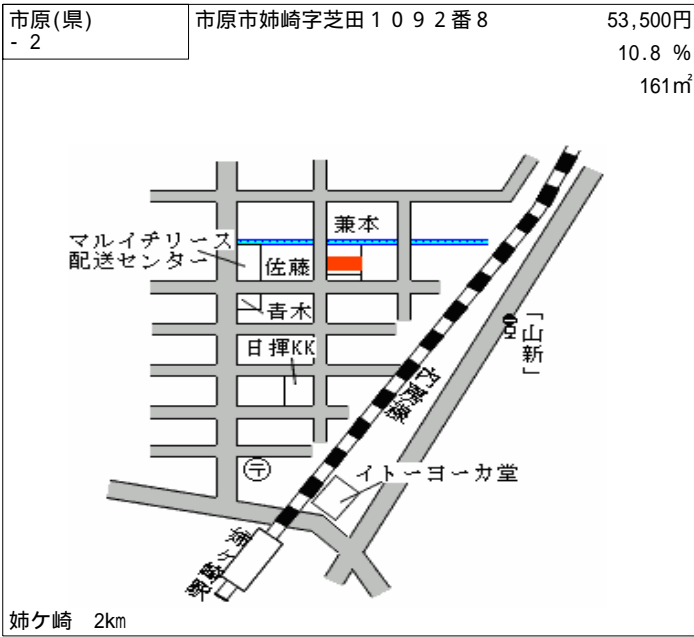 市原(県)
- 2
市原市姉崎字芝田１０９２番８
53,500円
10.8 %
161㎡
兼本
マルイチリース
配送センター
佐藤
青木
日揮KK
「山新」
内房線
〒
イトーヨーカ堂
姉ケ崎駅
姉ケ崎　2km